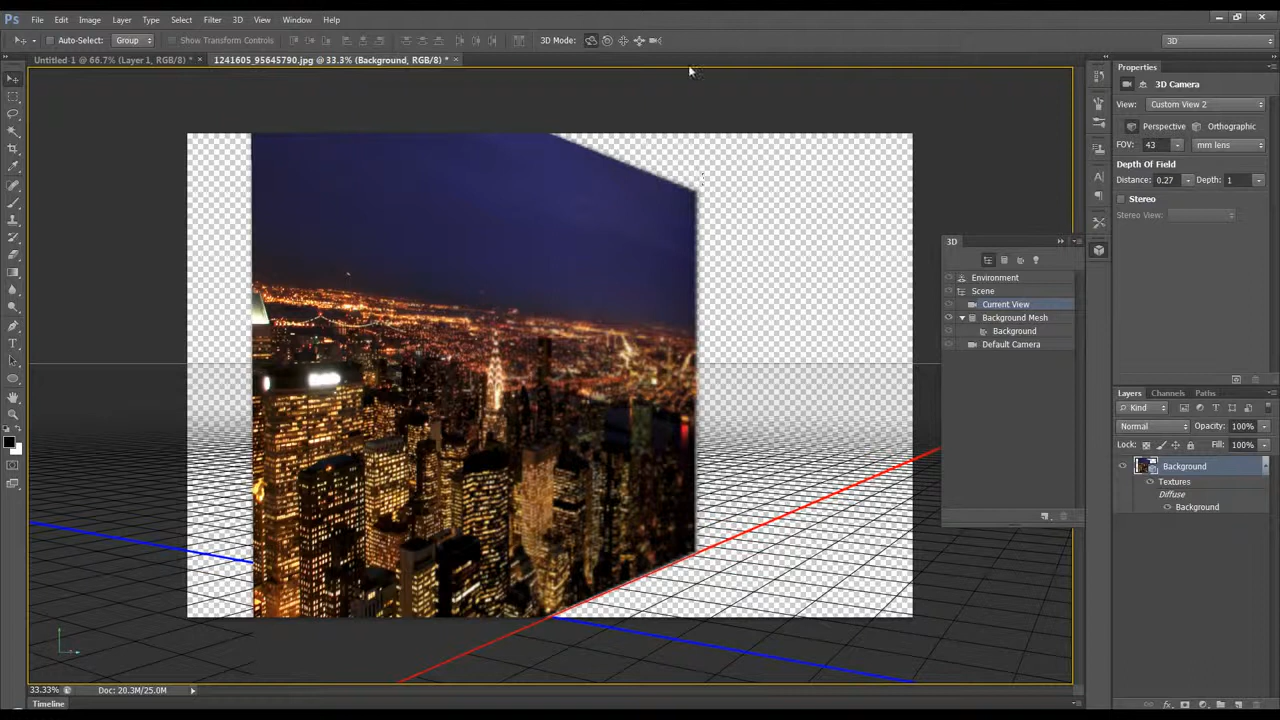 Ps File Edit Image Layer Type Select Filter 3D View Window Help
Auto-Select: Group Show Transform Controls 3D Mode: 3D
Untitled-1 @ 66.7% (Layer 1, RGB/8) * × 1241605_95645790.jpg @ 33.3% (Background, RGB/8) * ×
Properties
3D Camera
View: Custom View 2
Perspective Orthographic
FOV: 43 mm lens
Depth Of Field
Distance: 0.27 Depth: 1
Stereo
Stereo View:
3D
Environment
Scene
Current View
Background Mesh
Background
Default Camera
Layers Channels Paths
Kind
Normal Opacity: 100%
Lock: Fill: 100%
Background
Textures
Diffuse
Background
33.33% Doc: 20.3M/25.0M
Timeline